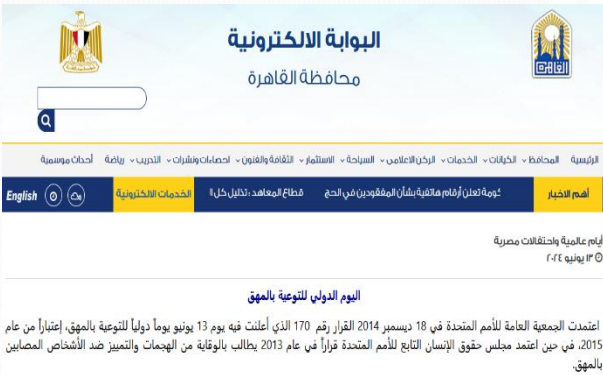 البوابة الالكترونية
محافظة القاهرة
الرئيسية المحافظ الكيانات الخدمات الركن الاعلامى السياحة الاستثمار الثقافة والفنون احصاءات ونشرات التدريب رياضة أحداث موسمية
أهم الاخبار كومة تعلن أرقام هاتفية بشأن المفقودين في الحج قطاع المعاهد : تذليل كل ا الخدمات الالكترونية English
أيام عالمية واحتفالات مصرية
١٣ يونيو ٢٠٢٤
اليوم الدولي للتوعية بالمهق
اعتمدت الجمعية العامة للأمم المتحدة في 18 ديسمبر 2014 القرار رقم 170 الذي أعلنت فيه يوم 13 يونيو يوماً دولياً للتوعية بالمهق، إعتباراً من عام
2015، في حين اعتمد مجلس حقوق الإنسان التابع للأمم المتحدة قراراً في عام 2013 يطالب بالوقاية من الهجمات والتمييز ضد الأشخاص المصابين
بالمهق.